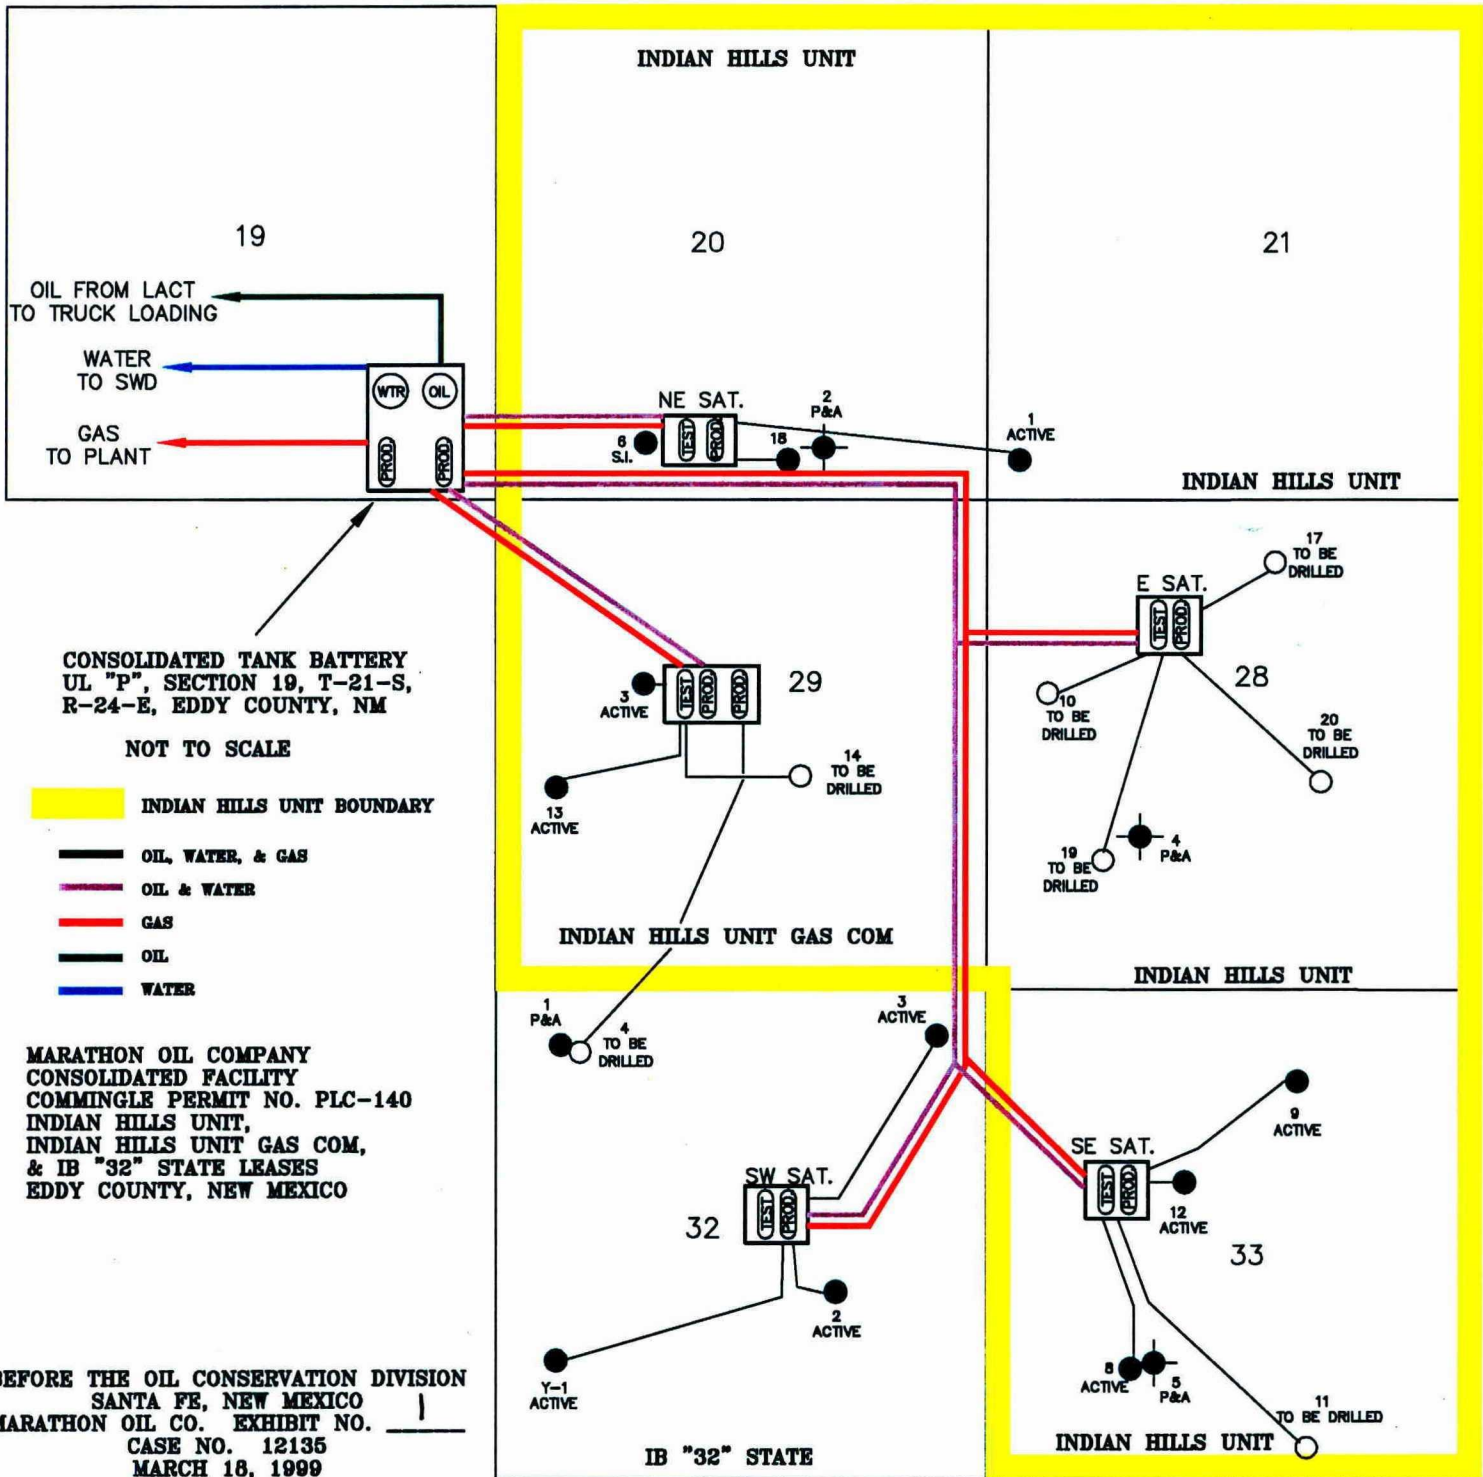 INDIAN HILLS UNIT
19
20
21
OIL FROM LACT
TO TRUCK LOADING
WATER
TO SWD
GAS
TO PLANT
WTR
OIL
PROD.
PROD.
NE SAT.
TEST
PROD.
6
S.I.
18
2
P&A
1
ACTIVE
INDIAN HILLS UNIT
CONSOLIDATED TANK BATTERY
UL "P", SECTION 19, T-21-S,
R-24-E, EDDY COUNTY, NM
NOT TO SCALE
INDIAN HILLS UNIT BOUNDARY
OIL, WATER, & GAS
OIL & WATER
GAS
OIL
WATER
3
ACTIVE
TEST
PROD.
PROD.
29
13
ACTIVE
14
TO BE
DRILLED
INDIAN HILLS UNIT GAS COM
E SAT.
TEST
PROD.
17
TO BE
DRILLED
28
10
TO BE
DRILLED
20
TO BE
DRILLED
19
TO BE
DRILLED
4
P&A
INDIAN HILLS UNIT
MARATHON OIL COMPANY
CONSOLIDATED FACILITY
COMMINGLE PERMIT NO. PLC-140
INDIAN HILLS UNIT,
INDIAN HILLS UNIT GAS COM,
& IB "32" STATE LEASES
EDDY COUNTY, NEW MEXICO
1
P&A
4
TO BE
DRILLED
3
ACTIVE
SW SAT.
TEST
PROD.
32
2
ACTIVE
Y-1
ACTIVE
IB "32" STATE
9
ACTIVE
SE SAT.
TEST
PROD.
12
ACTIVE
33
8
ACTIVE
5
P&A
11
TO BE DRILLED
INDIAN HILLS UNIT
BEFORE THE OIL CONSERVATION DIVISION
SANTA FE, NEW MEXICO
MARATHON OIL CO. EXHIBIT NO. 1
CASE NO. 12135
MARCH 18, 1999